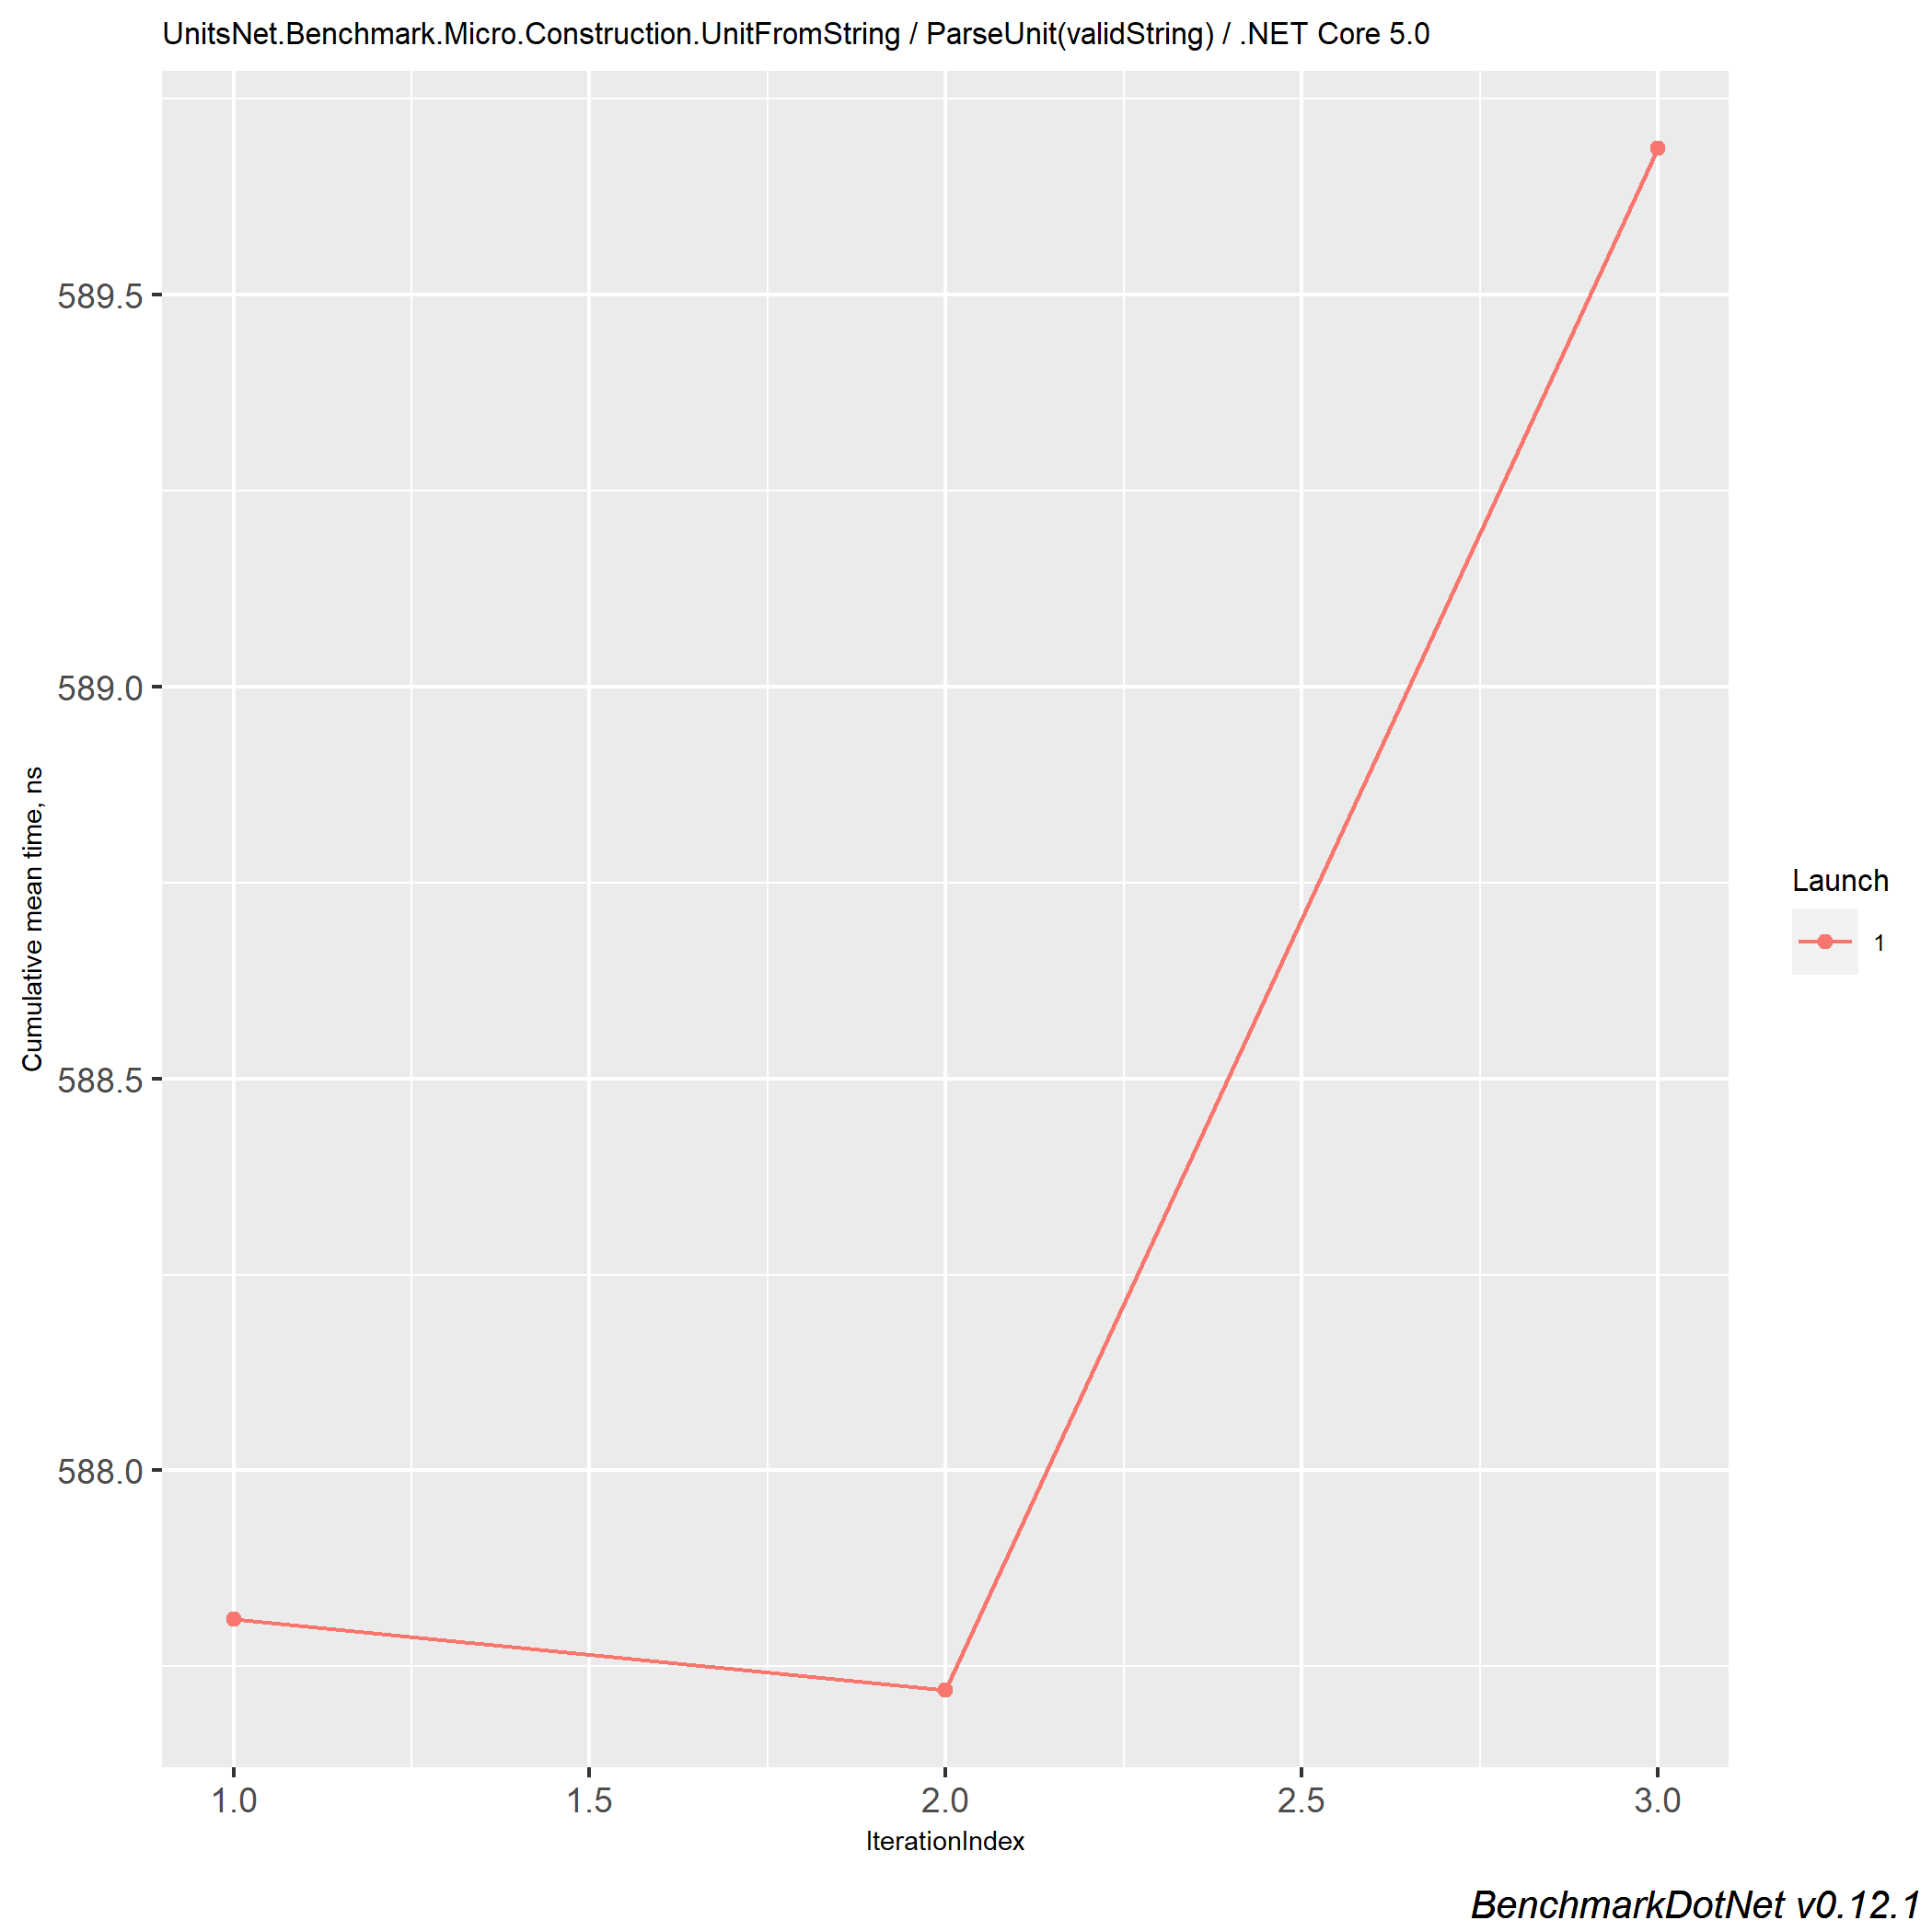 UnitsNet.Benchmark.Micro.Construction.UnitFromString / ParseUnit(validString) / .NET Core 5.0
589.5
589.0
588.5
588.0
Cumulative mean time, ns
1.0 1.5 2.0 2.5 3.0
IterationIndex
Launch
1
BenchmarkDotNet v0.12.1